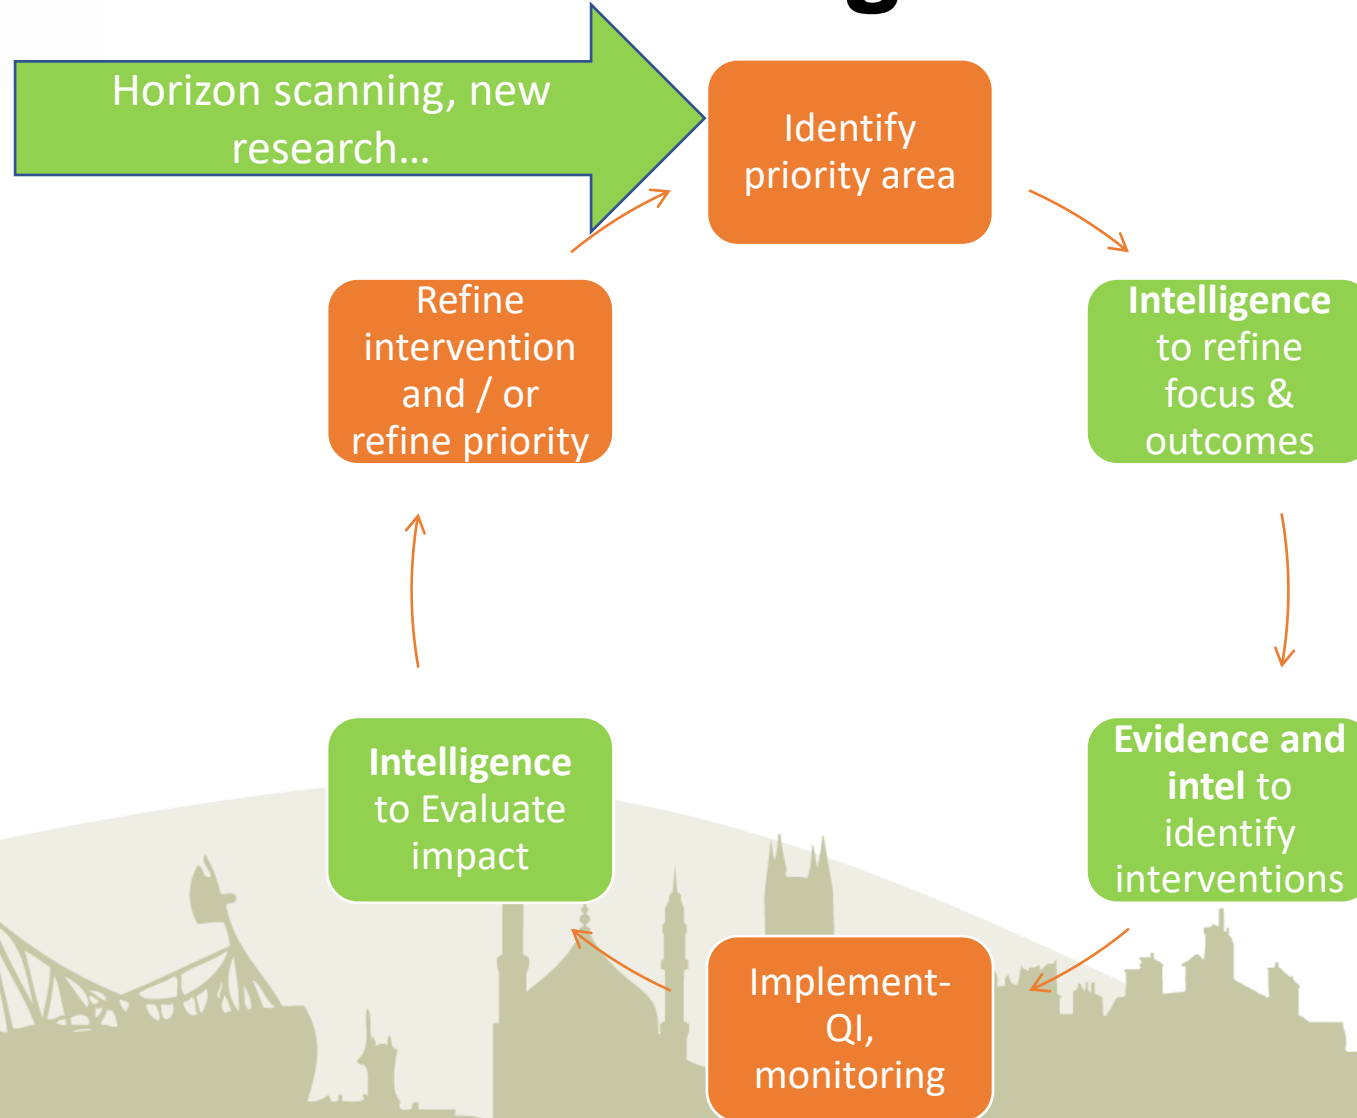 Horizon scanning, new
research...
Identify
priority area
Intelligence
to refine
focus &
outcomes
Evidence and
intel to
identify
interventions
Implement-
QI,
monitoring
Intelligence
to Evaluate
impact
Refine
intervention
and / or
refine priority